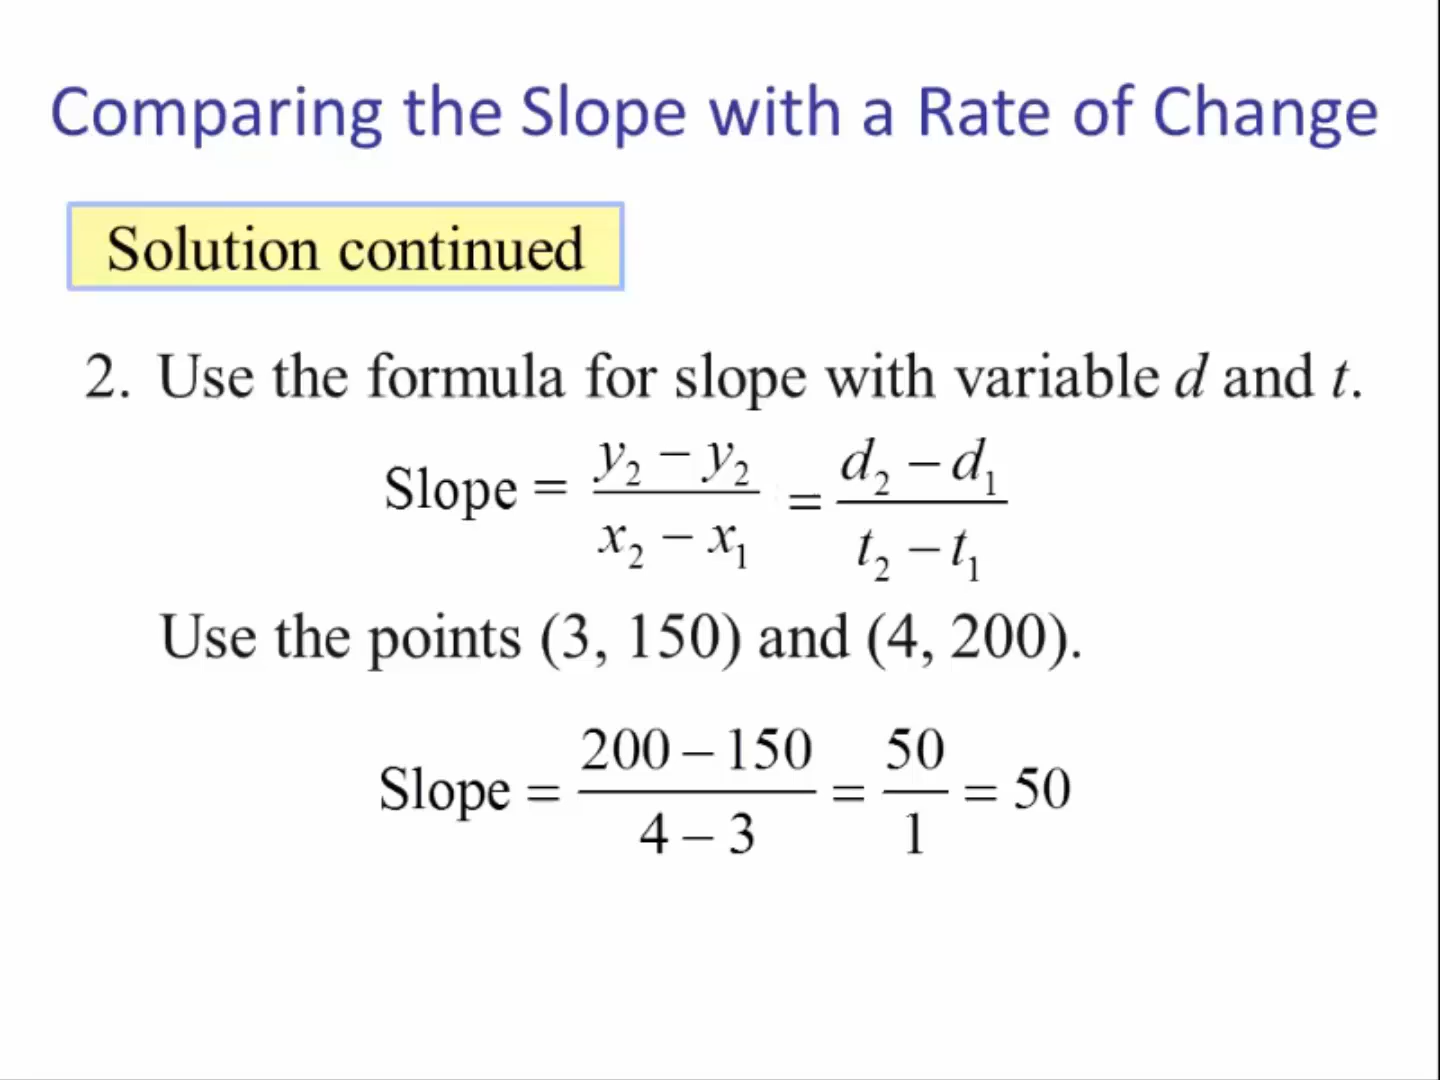 Comparing the Slope with a Rate of Change
Solution continued
2. Use the formula for slope with variable d and t.
Slope = (y₂ − y₂)/(x₂ − x₁) = (d₂ − d₁)/(t₂ − t₁)
Use the points (3, 150) and (4, 200).
Slope = (200 − 150)/(4 − 3) = 50/1 = 50